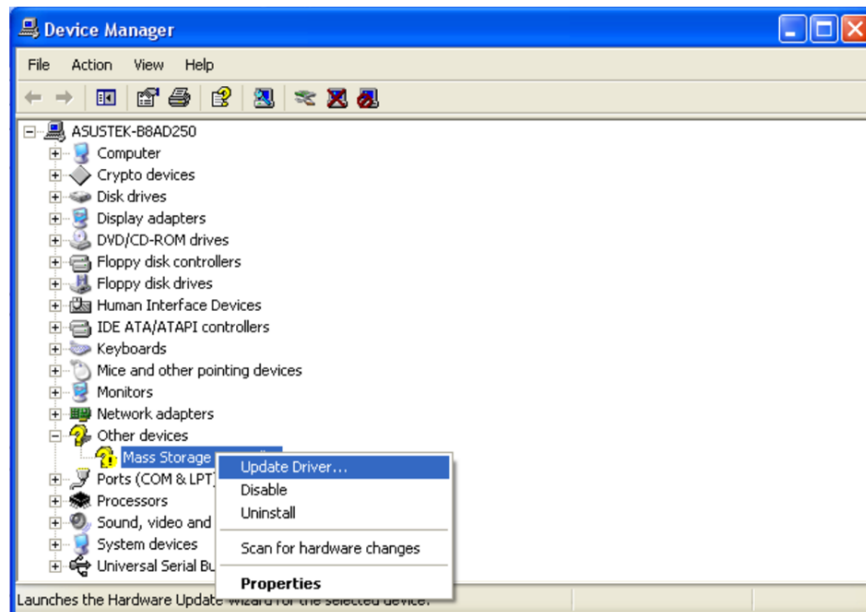 Device Manager
File Action View Help
ASUSTEK-B8AD250
Computer
Crypto devices
Disk drives
Display adapters
DVD/CD-ROM drives
Floppy disk controllers
Floppy disk drives
Human Interface Devices
IDE ATA/ATAPI controllers
Keyboards
Mice and other pointing devices
Monitors
Network adapters
Other devices
Mass Storage
Update Driver...
Ports (COM & LPT)
Disable
Processors
Uninstall
Sound, video and
System devices
Scan for hardware changes
Universal Serial Bu
Properties
Launches the Hardware Update Wizard for the selected device.